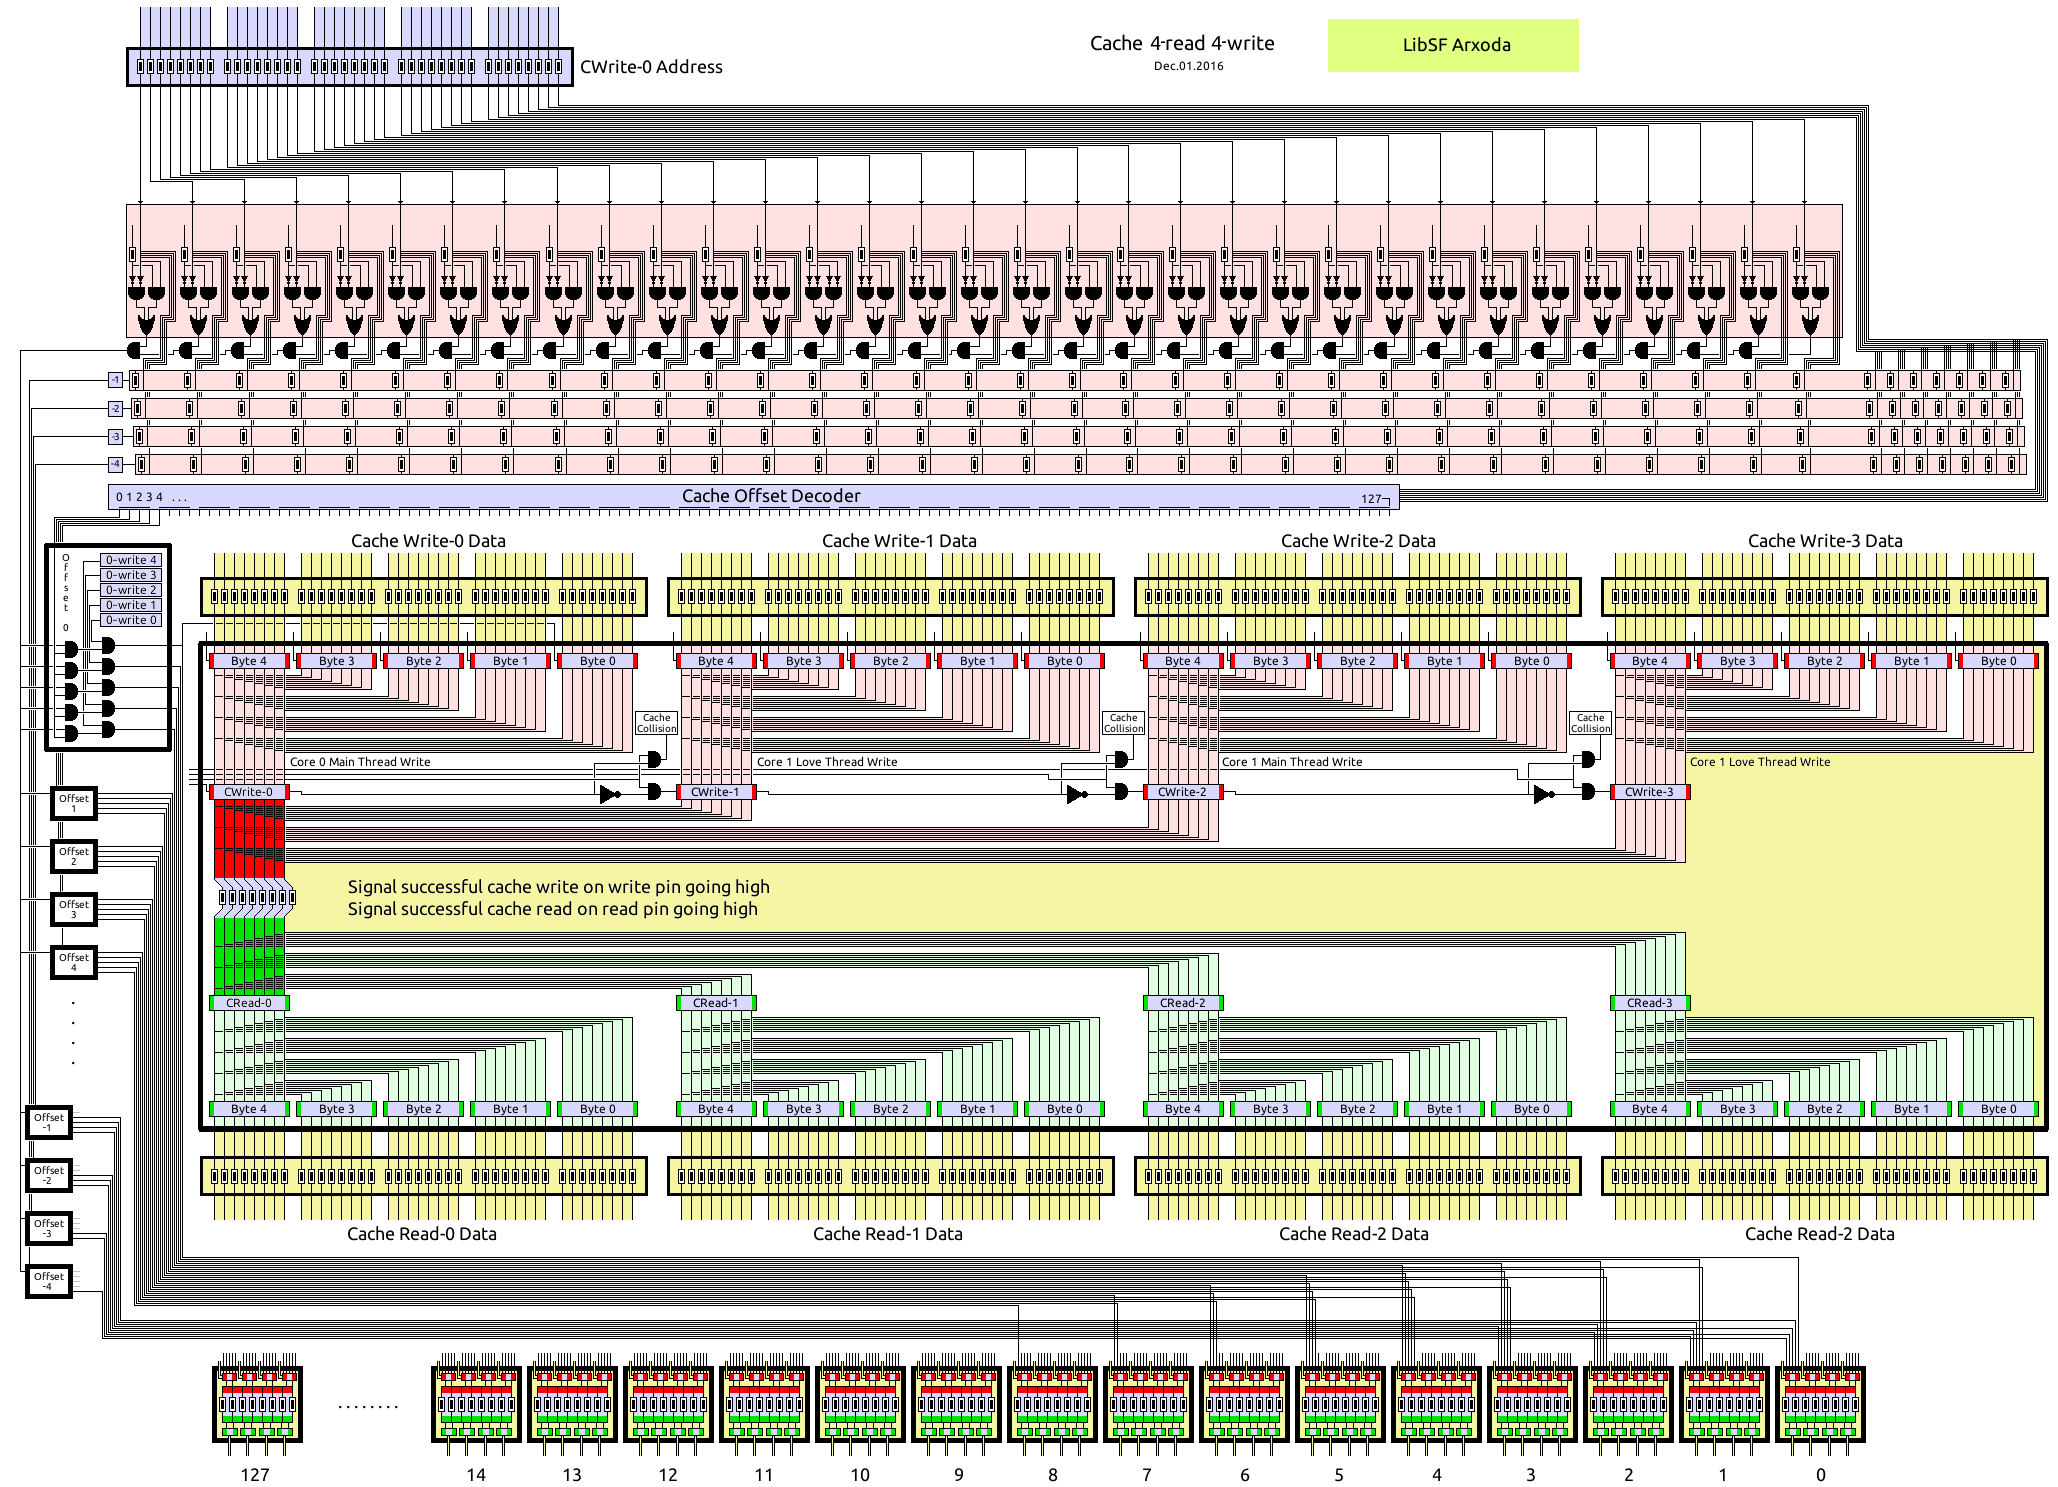 Cache 4-read 4-write
Dec.01.2016
LibSF Arxoda
CWrite-0 Address
-1
-2
-3
-4
0 1 2 3 4 ...
Cache Offset Decoder
127
Cache Write-0 Data
Cache Write-1 Data
Cache Write-2 Data
Cache Write-3 Data
Offset 0
0-write 4
0-write 3
0-write 2
0-write 1
0-write 0
Byte 4 Byte 3 Byte 2 Byte 1 Byte 0
Byte 4 Byte 3 Byte 2 Byte 1 Byte 0
Byte 4 Byte 3 Byte 2 Byte 1 Byte 0
Byte 4 Byte 3 Byte 2 Byte 1 Byte 0
Cache
Collision
Cache
Collision
Cache
Collision
Core 0 Main Thread Write
Core 1 Love Thread Write
Core 1 Main Thread Write
Core 1 Love Thread Write
CWrite-0
CWrite-1
CWrite-2
CWrite-3
Offset
1
Offset
2
Offset
3
Offset
4
Signal successful cache write on write pin going high
Signal successful cache read on read pin going high
CRead-0
CRead-1
CRead-2
CRead-3
Byte 4 Byte 3 Byte 2 Byte 1 Byte 0
Byte 4 Byte 3 Byte 2 Byte 1 Byte 0
Byte 4 Byte 3 Byte 2 Byte 1 Byte 0
Byte 4 Byte 3 Byte 2 Byte 1 Byte 0
Offset
-1
Offset
-2
Offset
-3
Offset
-4
Cache Read-0 Data
Cache Read-1 Data
Cache Read-2 Data
Cache Read-2 Data
........
127 14 13 12 11 10 9 8 7 6 5 4 3 2 1 0